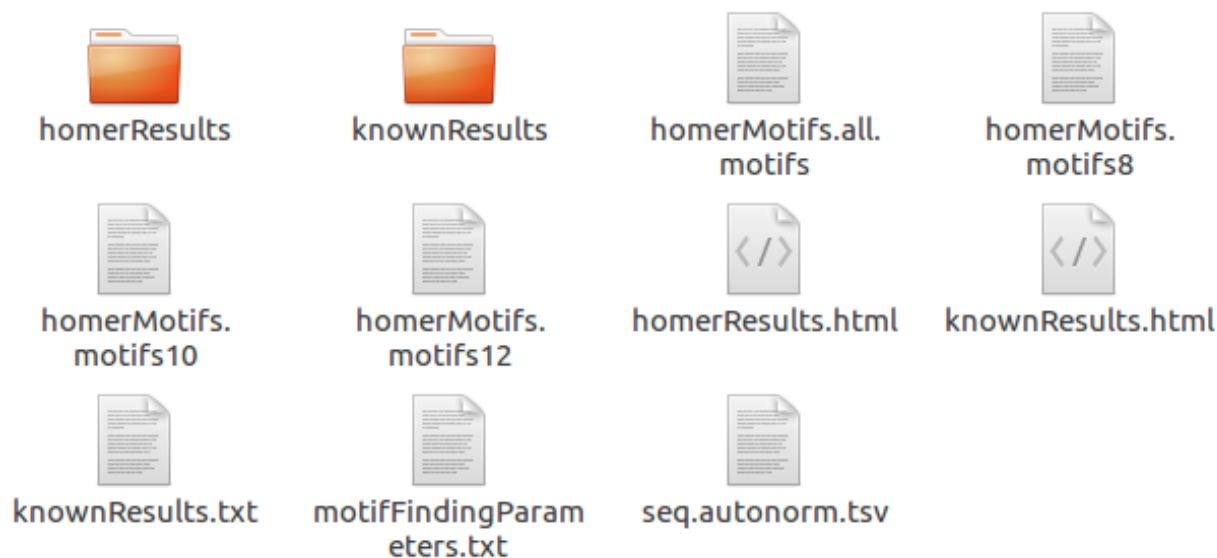 homerResults
knownResults
homerMotifs.all.
motifs
homerMotifs.
motifs8
homerMotifs.
motifs10
homerMotifs.
motifs12
</>
homerResults.html
</>
knownResults.html
knownResults.txt
motifFindingParam
eters.txt
seq.autonorm.tsv